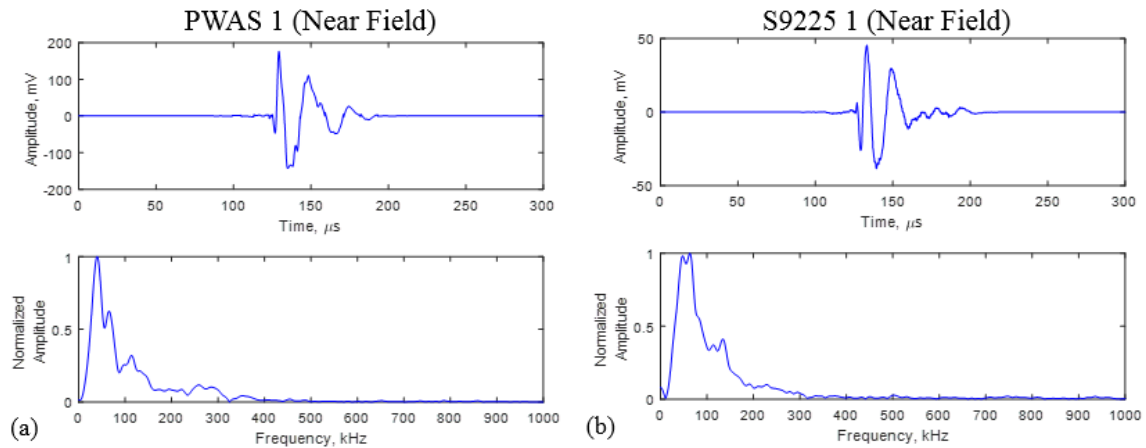 PWAS 1 (Near Field)
200
100
0
-100
-200
Amplitude, mV
0 50 100 150 200 250 300
Time, μs
1
0.5
0
Normalized
Amplitude
0 100 200 300 400 500 600 700 800 900 1000
Frequency, kHz
(a)
S9225 1 (Near Field)
50
0
-50
Amplitude, mV
0 50 100 150 200 250 300
Time, μs
1
0.5
0
Normalized
Amplitude
0 100 200 300 400 500 600 700 800 900 1000
Frequency, kHz
(b)